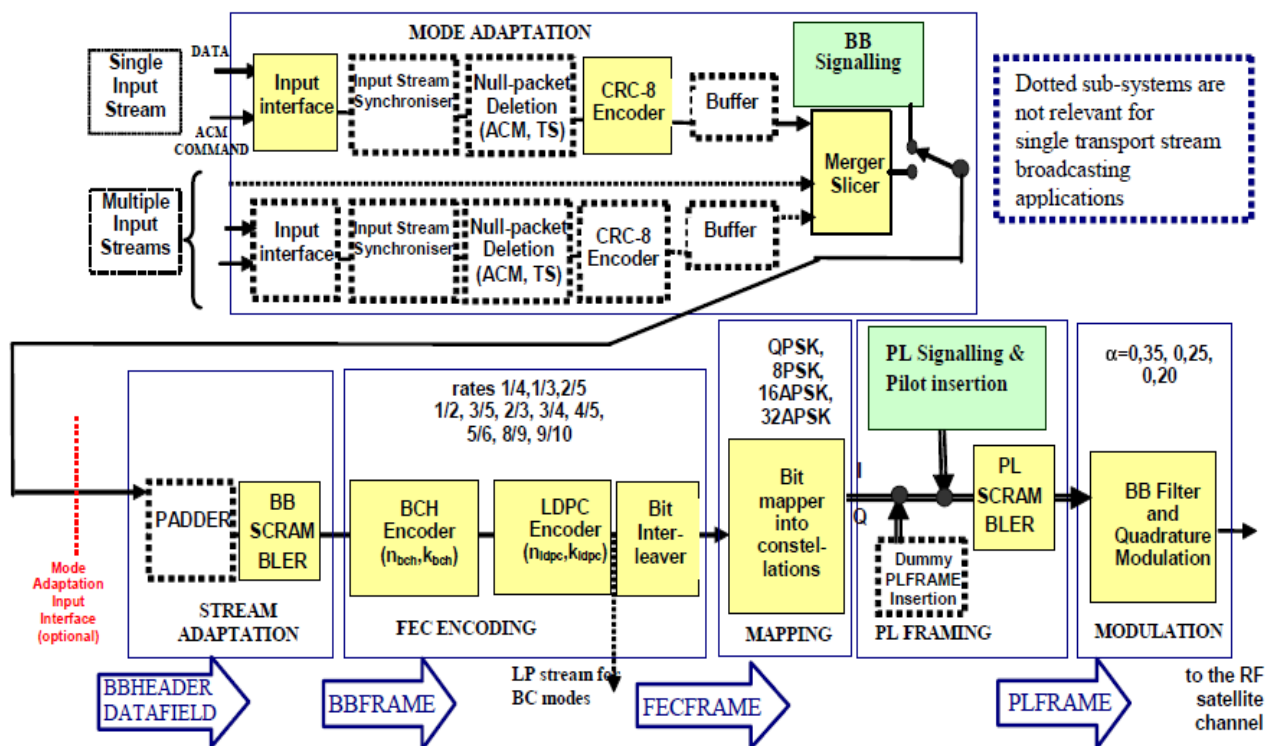 MODE ADAPTATION
BB
Signalling
Single
Input
Stream
DATA
ACM
COMMAND
Input
interface
Input Stream
Synchroniser
Null-packet
Deletion
(ACM, TS)
CRC-8
Encoder
Buffer
Merger
Slicer
Dotted sub-systems are
not relevant for
single transport stream
broadcasting
applications
Multiple
Input
Streams
Input
interface
Input Stream
Synchroniser
Null-packet
Deletion
(ACM, TS)
CRC-8
Encoder
Buffer
Mode
Adaptation
Input
Interface
(optional)
PADDER
BB
SCRAM
BLER
STREAM
ADAPTATION
rates 1/4,1/3,2/5
1/2, 3/5, 2/3, 3/4, 4/5,
5/6, 8/9, 9/10
BCH
Encoder
(nbch,kbch)
LDPC
Encoder
(nldpc,kldpc)
Bit
Inter-
leaver
FEC ENCODING
LP stream for
BC modes
QPSK,
8PSK,
16APSK,
32APSK
Bit
mapper
into
constel-
lations
MAPPING
I
Q
PL Signalling &
Pilot insertion
Dummy
PLFRAME
Insertion
PL
SCRAM
BLER
PL FRAMING
α=0,35, 0,25,
0,20
BB Filter
and
Quadrature
Modulation
MODULATION
to the RF
satellite
channel
BBHEADER
DATAFIELD
BBFRAME
FECFRAME
PLFRAME